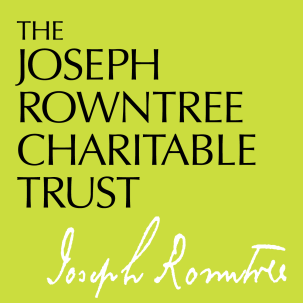 THE
JOSEPH
ROWNTREE
CHARITABLE
TRUST
Joseph Rowntree